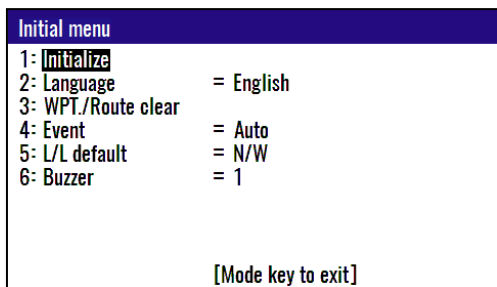 Initial menu
1: Initialize
2: Language = English
3: WPT./Route clear
4: Event = Auto
5: L/L default = N/W
6: Buzzer = 1
[Mode key to exit]